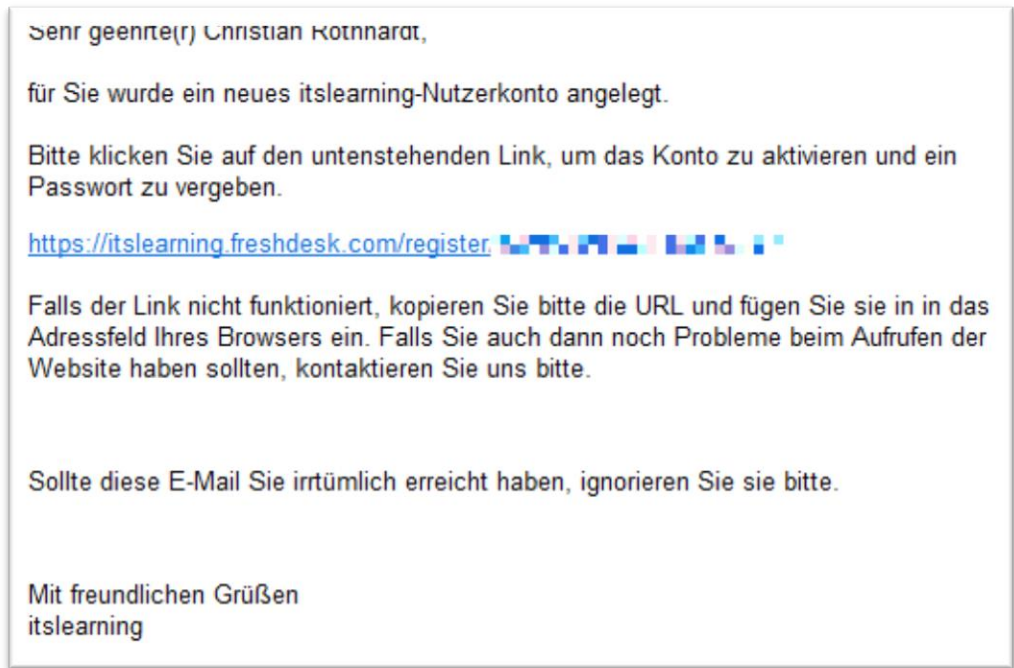 Sehr geehrte(r) Christian Rothhardt,
für Sie wurde ein neues itslearning-Nutzerkonto angelegt.
Bitte klicken Sie auf den untenstehenden Link, um das Konto zu aktivieren und ein
Passwort zu vergeben.
https://itslearning.freshdesk.com/register
Falls der Link nicht funktioniert, kopieren Sie bitte die URL und fügen Sie sie in in das
Adressfeld Ihres Browsers ein. Falls Sie auch dann noch Probleme beim Aufrufen der
Website haben sollten, kontaktieren Sie uns bitte.
Sollte diese E-Mail Sie irrtümlich erreicht haben, ignorieren Sie sie bitte.
Mit freundlichen Grüßen
itslearning